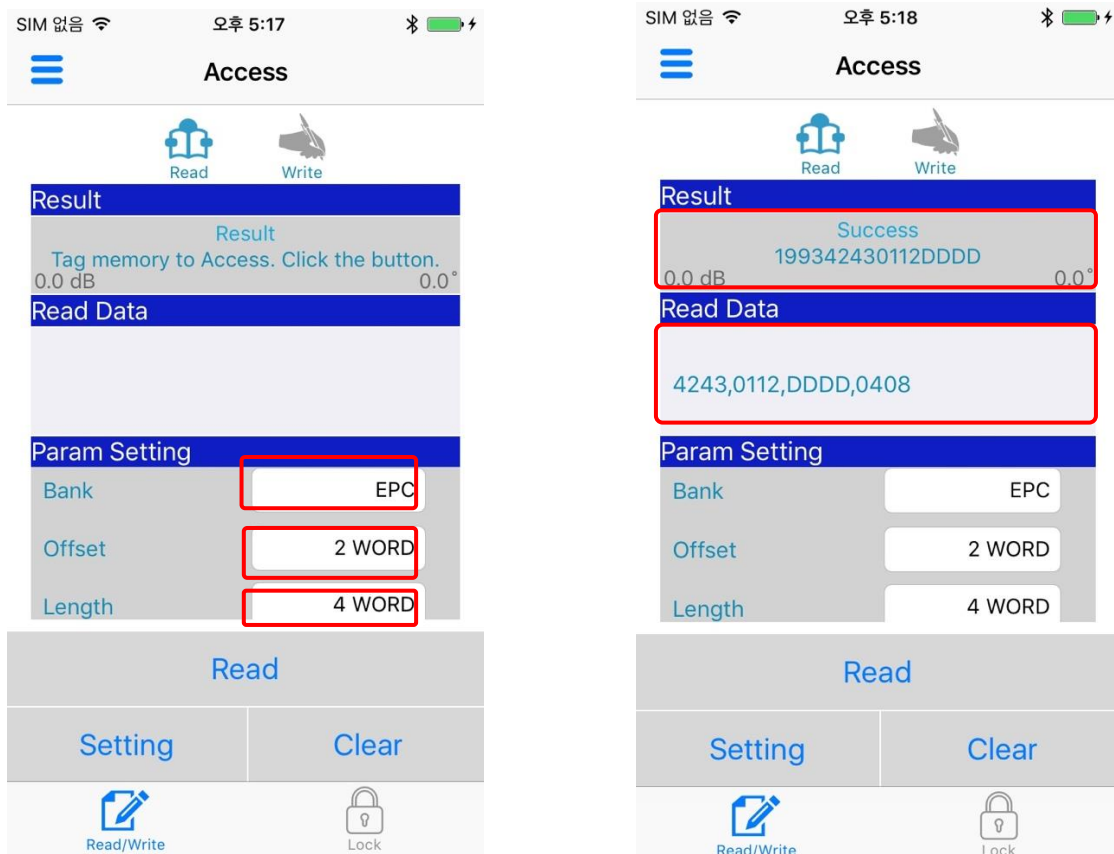 SIM 없음 오후 5:17
Access
Read Write
Result
Result
Tag memory to Access. Click the button.
0.0 dB 0.0°
Read Data
Param Setting
Bank EPC
Offset 2 WORD
Length 4 WORD
Read
Setting Clear
Read/Write Lock
SIM 없음 오후 5:18
Access
Read Write
Result
Success
199342430112DDDD
0.0 dB 0.0°
Read Data
4243,0112,DDDD,0408
Param Setting
Bank EPC
Offset 2 WORD
Length 4 WORD
Read
Setting Clear
Read/Write Lock